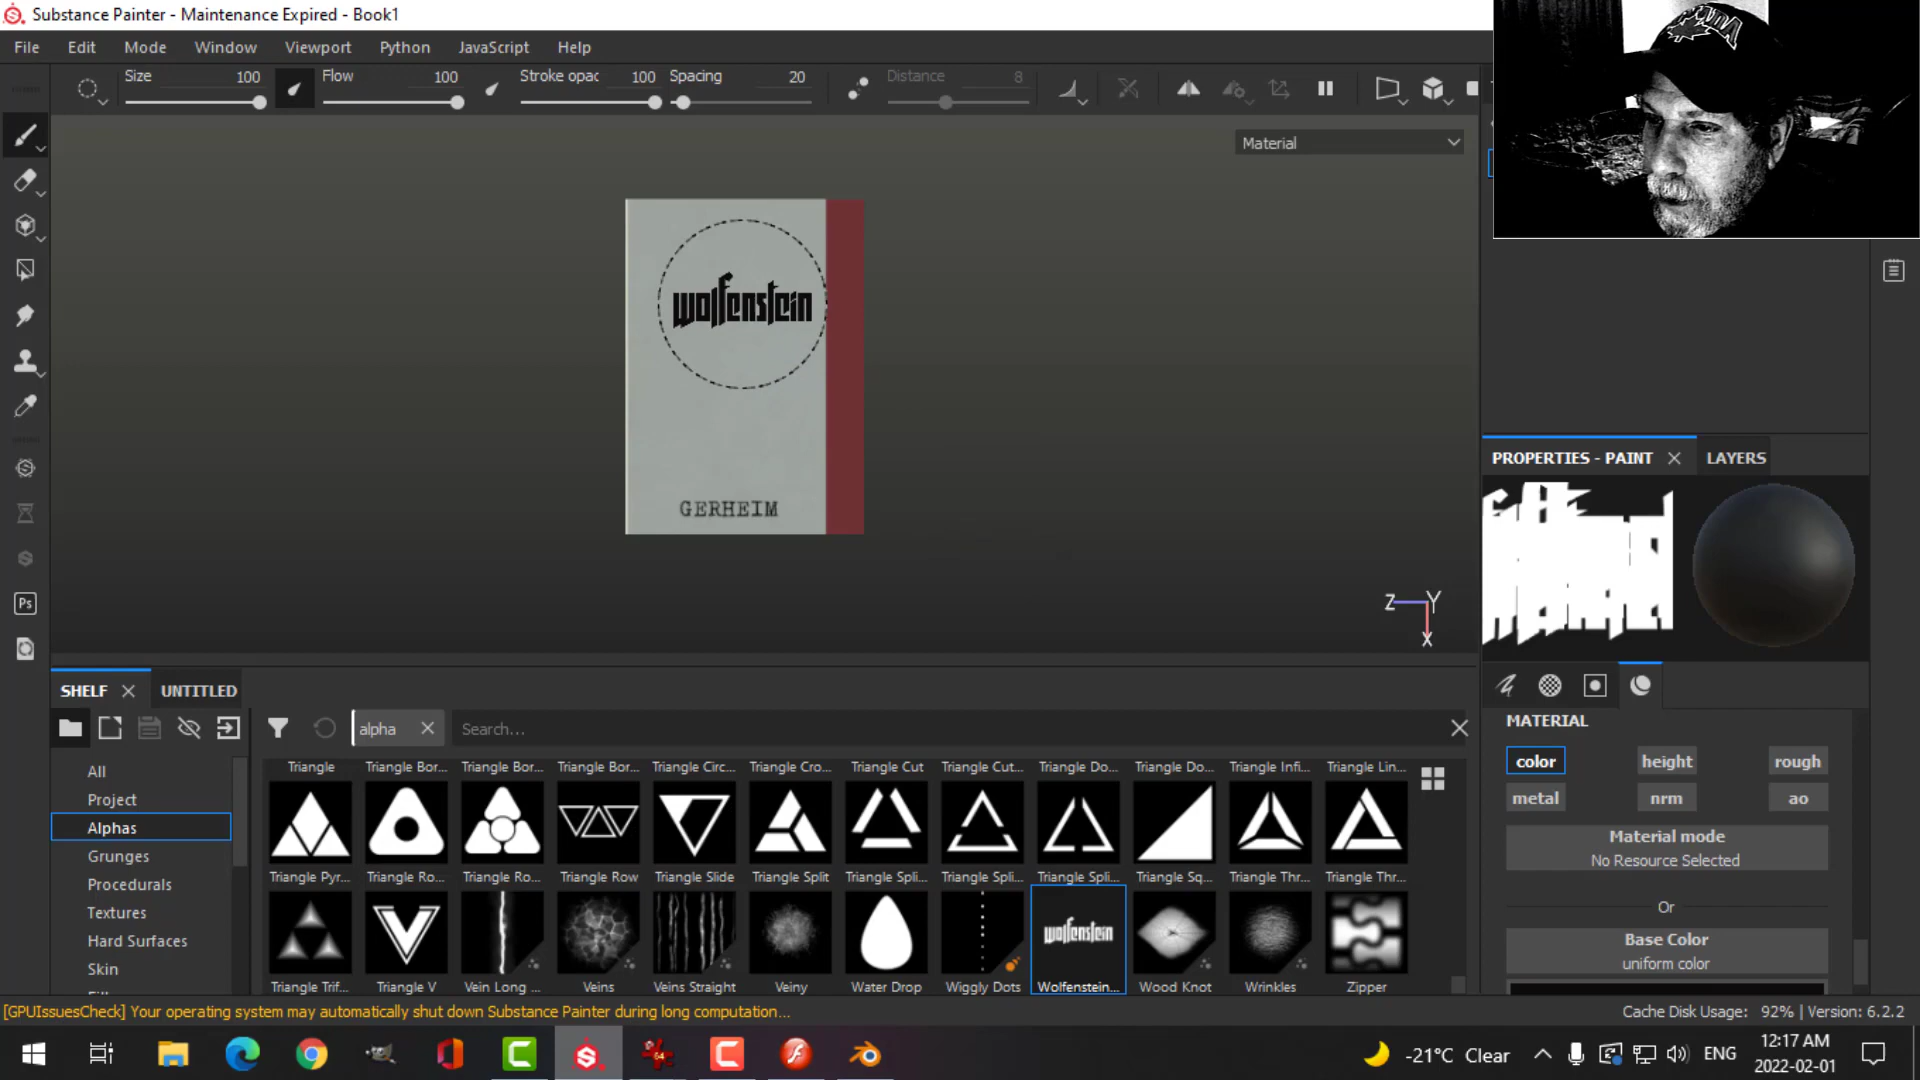 Substance Painter - Maintenance Expired - Book1
File Edit Mode Window Viewport Python JavaScript Help
Size 100 Flow 100 Stroke opac 100 Spacing 20 Distance 8
Material
wolfenstein
GERHEIM
Z Y
X
PROPERTIES - PAINT LAYERS
SHELF UNTITLED
alpha Search...
All
Project
Alphas
Grunges
Procedurals
Textures
Hard Surfaces
Skin
Triangle Triangle Bor... Triangle Bor... Triangle Bor... Triangle Circ... Triangle Cro... Triangle Cut Triangle Cut... Triangle Do... Triangle Do... Triangle Infi... Triangle Lin...
Triangle Pyr... Triangle Ro... Triangle Ro... Triangle Row Triangle Slide Triangle Split Triangle Spli... Triangle Spli... Triangle Spli... Triangle Sq... Triangle Thr... Triangle Thr...
wolfenstein
Triangle Trif... Triangle V Vein Long ... Veins Veins Straight Veiny Water Drop Wiggly Dots Wolfenstein... Wood Knot Wrinkles Zipper
MATERIAL
color height rough
metal nrm ao
Material mode
No Resource Selected
Or
Base Color
uniform color
[GPUIssuesCheck] Your operating system may automatically shut down Substance Painter during long computation...
Cache Disk Usage: 92% | Version: 6.2.2
Ps
-21°C Clear ENG 12:17 AM
2022-02-01